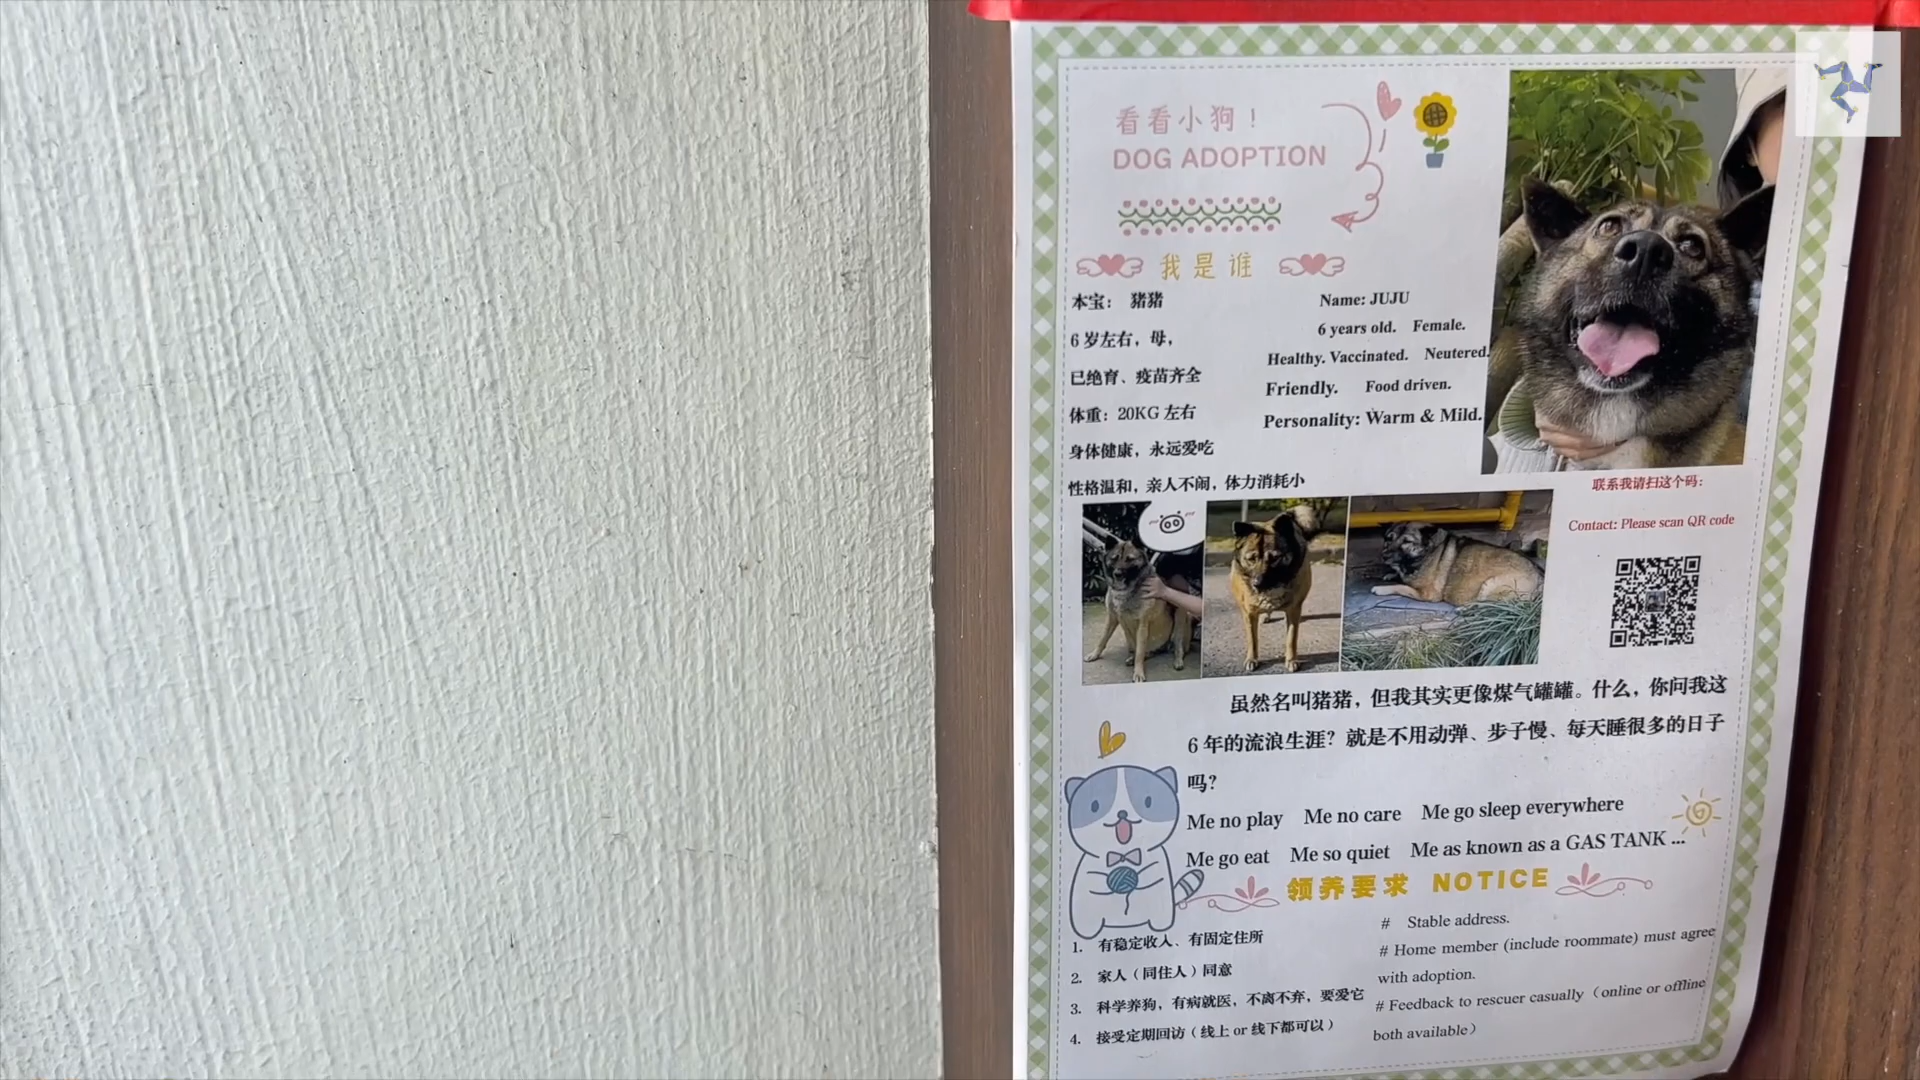 看看小狗！
DOG ADOPTION
我是谁
本宝： 猪猪
6 岁左右，母，
已绝育、疫苗齐全
体重：20KG 左右
身体健康，永远爱吃
性格温和，亲人不闹，体力消耗小
Name: JUJU
6 years old. Female.
Healthy. Vaccinated. Neutered.
Friendly. Food driven.
Personality: Warm & Mild.
联系我请扫这个码：
Contact: Please scan QR code
虽然名叫猪猪，但我其实更像煤气罐罐。什么，你问我这
6 年的流浪生涯？就是不用动弹、步子慢、每天睡很多的日子
吗？
Me no play Me no care Me go sleep everywhere
Me go eat Me so quiet Me as known as a GAS TANK ...
领养要求 NOTICE
1. 有稳定收入、有固定住所
2. 家人（同住人）同意
3. 科学养狗，有病就医，不离不弃，要爱它
4. 接受定期回访（线上 or 线下都可以）
# Stable address.
# Home member (include roommate) must agree
with adoption.
# Feedback to rescuer casually（online or offline
both available）